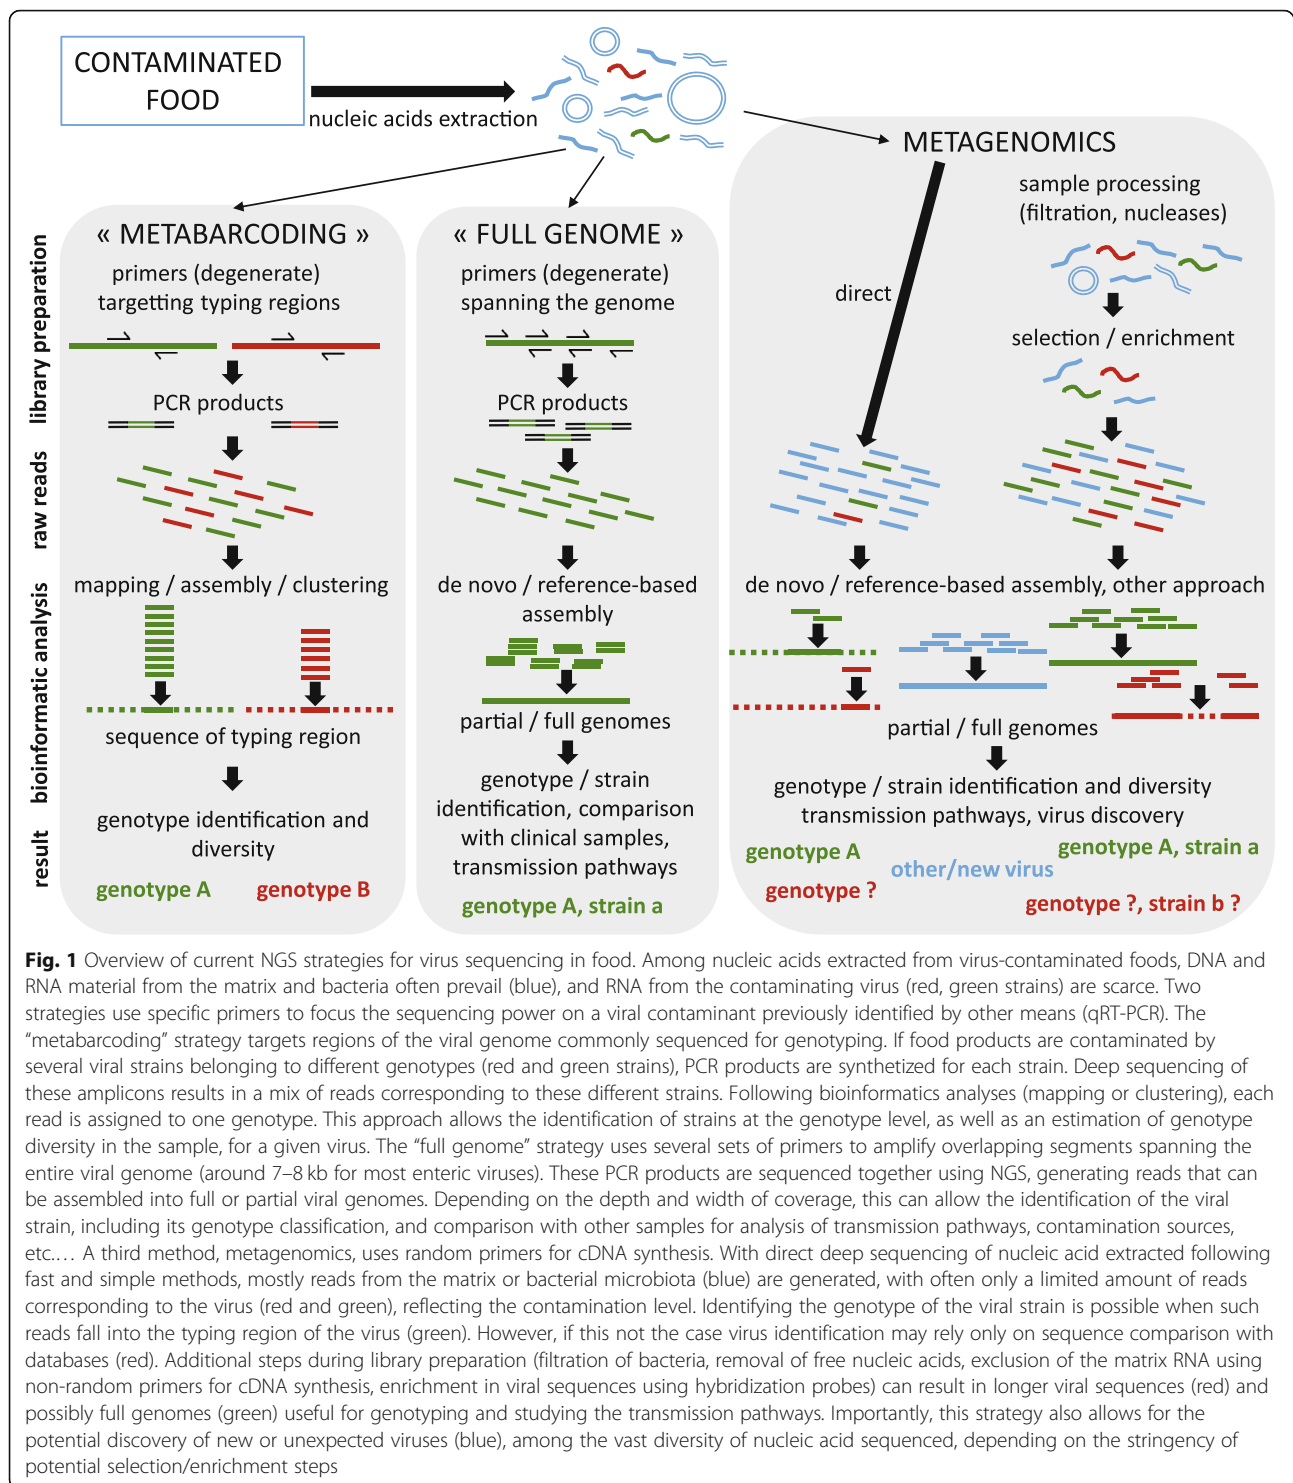 CONTAMINATED
FOOD
nucleic acids extraction
« METABARCODING »
primers (degenerate)
targetting typing regions
PCR products
mapping / assembly / clustering
sequence of typing region
genotype identification and
diversity
genotype A
genotype B
« FULL GENOME »
primers (degenerate)
spanning the genome
PCR products
de novo / reference-based
assembly
partial / full genomes
genotype / strain
identification, comparison
with clinical samples,
transmission pathways
genotype A, strain a
METAGENOMICS
sample processing
(filtration, nucleases)
direct
selection / enrichment
de novo / reference-based assembly, other approach
partial / full genomes
genotype / strain identification and diversity
transmission pathways, virus discovery
genotype A
genotype ?
other/new virus
genotype A, strain a
genotype ?, strain b ?
library preparation
raw reads
bioinformatic analysis
result
Fig. 1 Overview of current NGS strategies for virus sequencing in food. Among nucleic acids extracted from virus-contaminated foods, DNA and
RNA material from the matrix and bacteria often prevail (blue), and RNA from the contaminating virus (red, green strains) are scarce. Two
strategies use specific primers to focus the sequencing power on a viral contaminant previously identified by other means (qRT-PCR). The
“metabarcoding” strategy targets regions of the viral genome commonly sequenced for genotyping. If food products are contaminated by
several viral strains belonging to different genotypes (red and green strains), PCR products are synthetized for each strain. Deep sequencing of
these amplicons results in a mix of reads corresponding to these different strains. Following bioinformatics analyses (mapping or clustering), each
read is assigned to one genotype. This approach allows the identification of strains at the genotype level, as well as an estimation of genotype
diversity in the sample, for a given virus. The “full genome” strategy uses several sets of primers to amplify overlapping segments spanning the
entire viral genome (around 7–8 kb for most enteric viruses). These PCR products are sequenced together using NGS, generating reads that can
be assembled into full or partial viral genomes. Depending on the depth and width of coverage, this can allow the identification of the viral
strain, including its genotype classification, and comparison with other samples for analysis of transmission pathways, contamination sources,
etc.… A third method, metagenomics, uses random primers for cDNA synthesis. With direct deep sequencing of nucleic acid extracted following
fast and simple methods, mostly reads from the matrix or bacterial microbiota (blue) are generated, with often only a limited amount of reads
corresponding to the virus (red and green), reflecting the contamination level. Identifying the genotype of the viral strain is possible when such
reads fall into the typing region of the virus (green). However, if this not the case virus identification may rely only on sequence comparison with
databases (red). Additional steps during library preparation (filtration of bacteria, removal of free nucleic acids, exclusion of the matrix RNA using
non-random primers for cDNA synthesis, enrichment in viral sequences using hybridization probes) can result in longer viral sequences (red) and
possibly full genomes (green) useful for genotyping and studying the transmission pathways. Importantly, this strategy also allows for the
potential discovery of new or unexpected viruses (blue), among the vast diversity of nucleic acid sequenced, depending on the stringency of
potential selection/enrichment steps